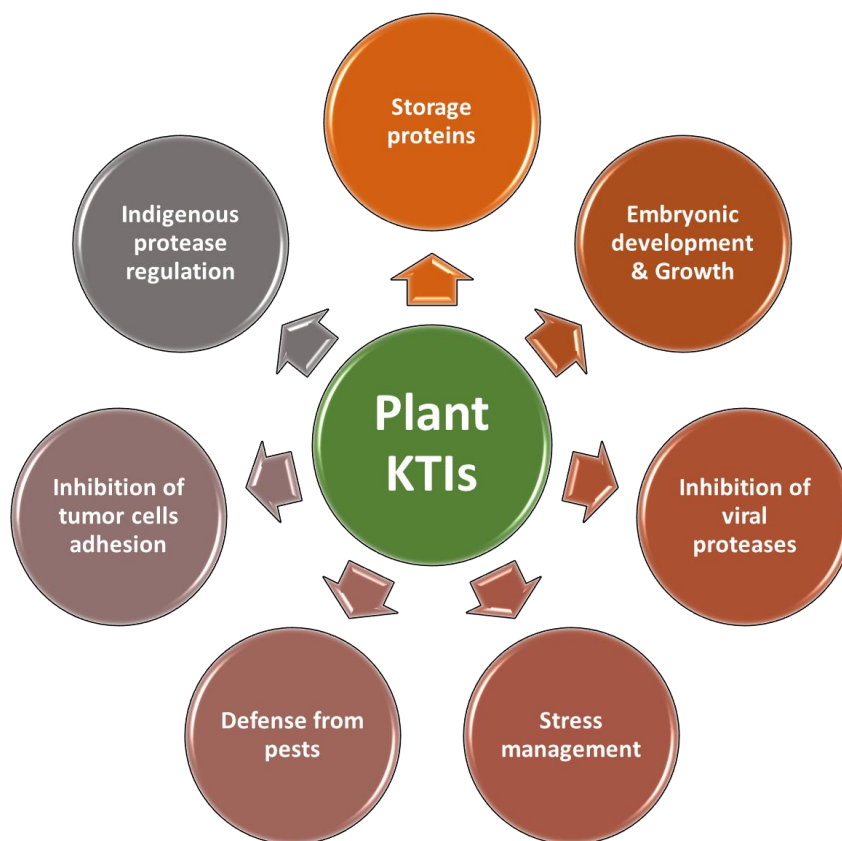 Storage
proteins
Embryonic
development
& Growth
Inhibition of
viral
proteases
Stress
management
Defense from
pests
Inhibition of
tumor cells
adhesion
Indigenous
protease
regulation
Plant
KTIs